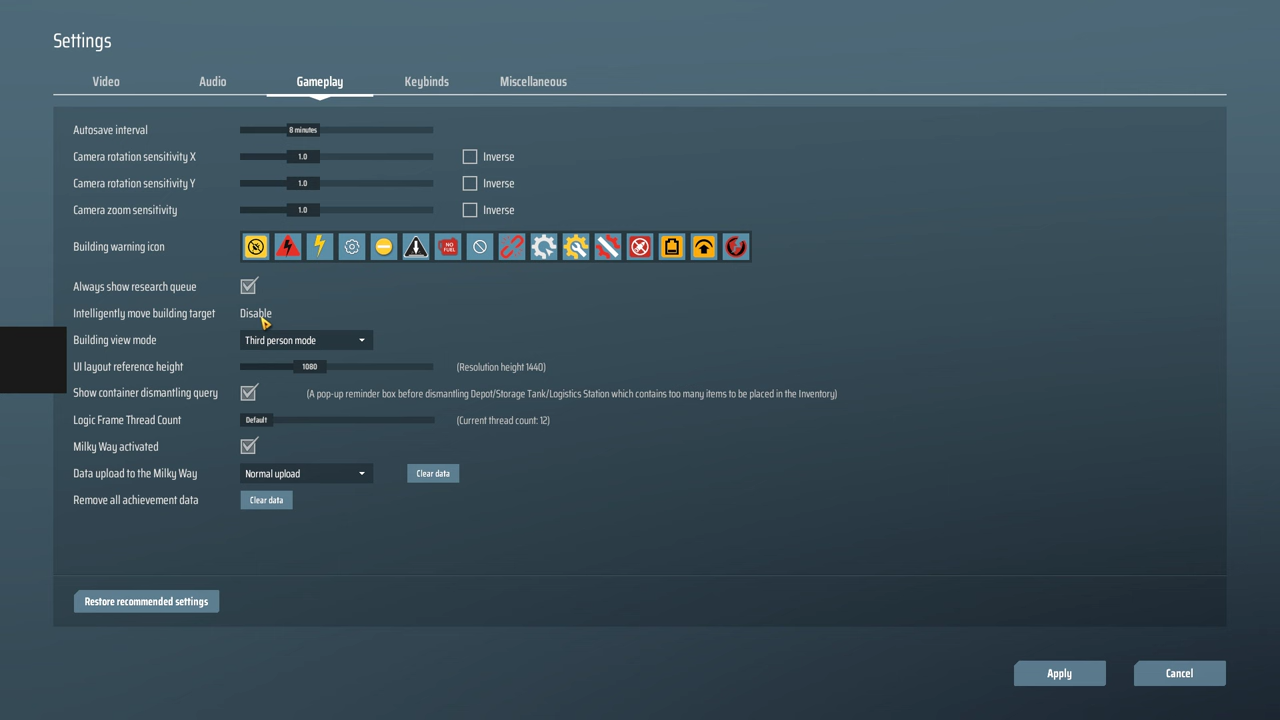 Settings
Video
Audio
Gameplay
Keybinds
Miscellaneous
Autosave interval
8 minutes
Camera rotation sensitivity X
1.0
Inverse
Camera rotation sensitivity Y
1.0
Inverse
Camera zoom sensitivity
1.0
Inverse
Building warning icon
NO FUEL
Always show research queue
Intelligently move building target
Disable
Building view mode
Third person mode
UI layout reference height
1080
(Resolution height 1440)
Show container dismantling query
(A pop-up reminder box before dismantling Depot/Storage Tank/Logistics Station which contains too many items to be placed in the Inventory)
Logic Frame Thread Count
Default
(Current thread count: 12)
Milky Way activated
Data upload to the Milky Way
Normal upload
Clear data
Remove all achievement data
Clear data
Restore recommended settings
Apply
Cancel